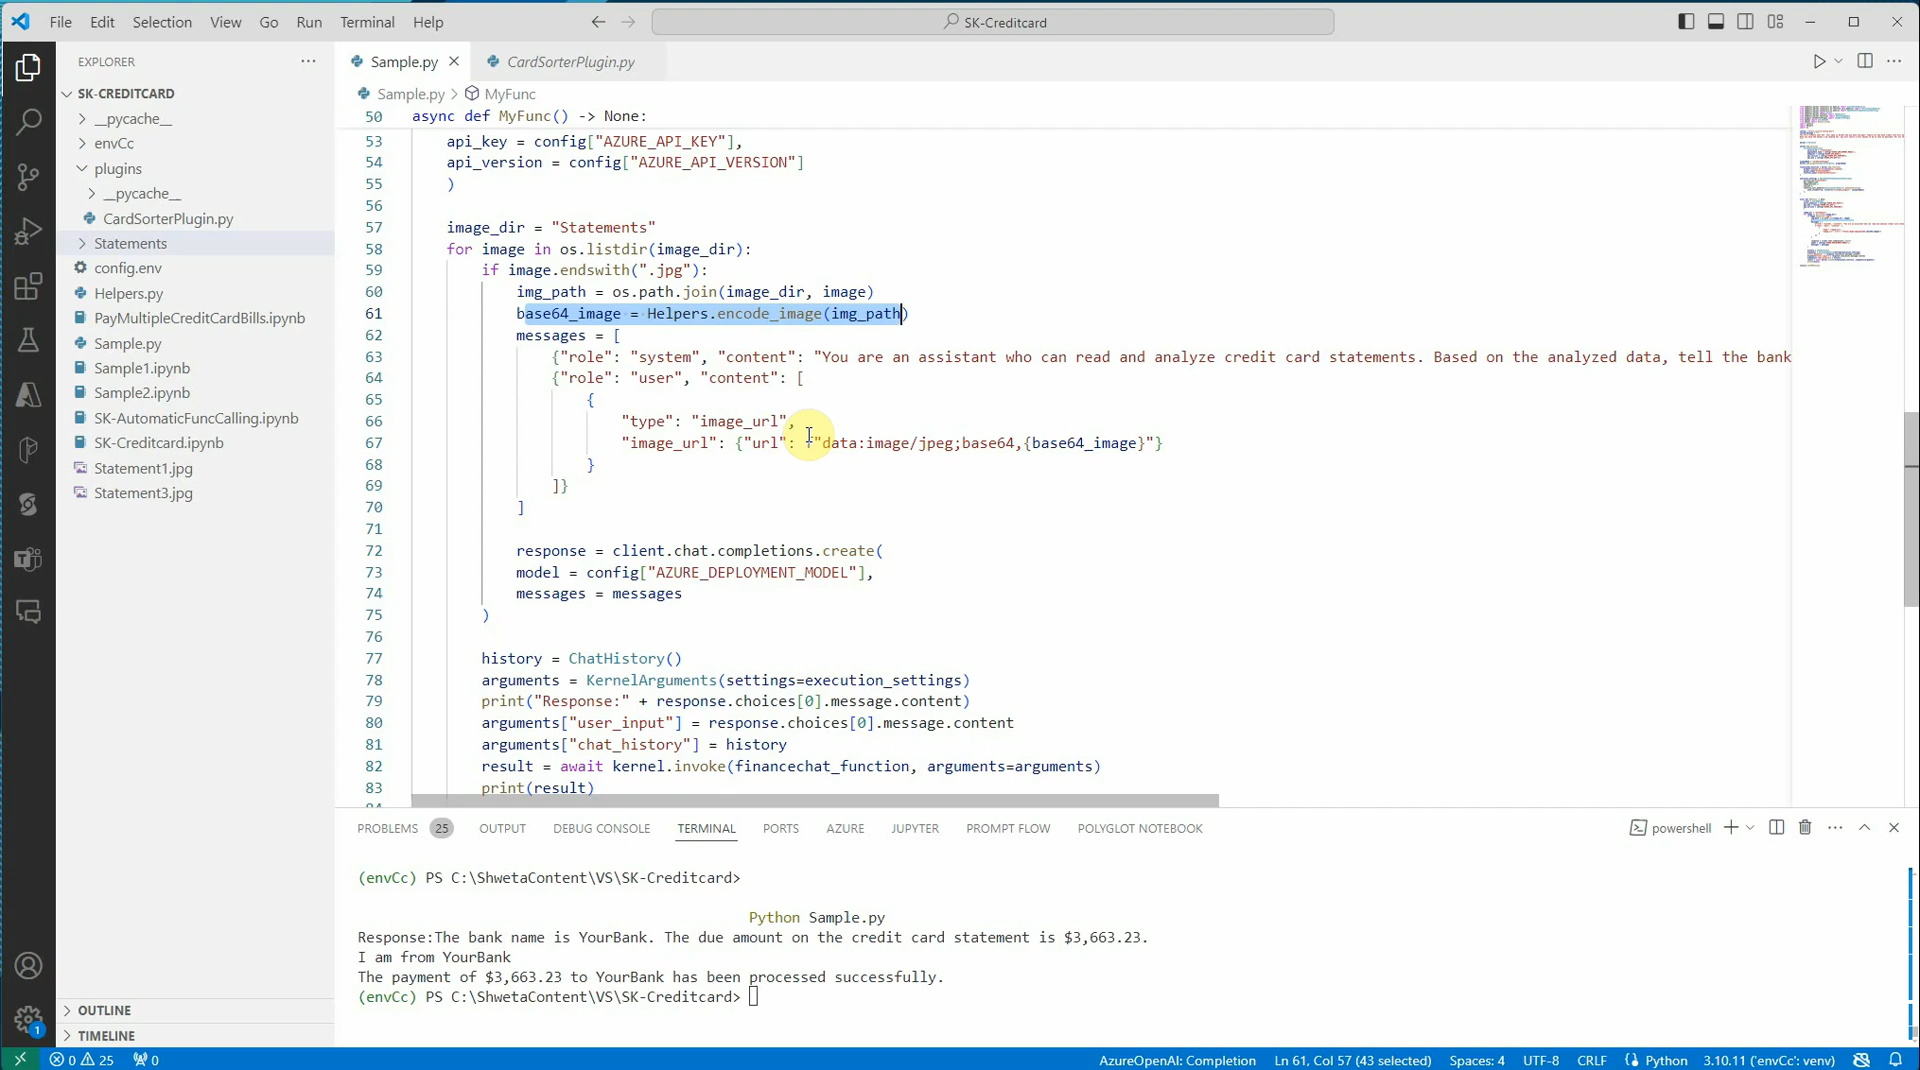 File Edit Selection View Go Run Terminal Help
SK-Creditcard
EXPLORER
SK-CREDITCARD
__pycache__
envCc
plugins
__pycache__
CardSorterPlugin.py
Statements
config.env
Helpers.py
PayMultipleCreditCardBills.ipynb
Sample.py
Sample1.ipynb
Sample2.ipynb
SK-AutomaticFuncCalling.ipynb
SK-Creditcard.ipynb
Statement1.jpg
Statement3.jpg
OUTLINE
TIMELINE
Sample.py CardSorterPlugin.py
Sample.py > MyFunc
50 async def MyFunc() -> None:
53 api_key = config["AZURE_API_KEY"],
54 api_version = config["AZURE_API_VERSION"]
55 )
56
57 image_dir = "Statements"
58 for image in os.listdir(image_dir):
59 if image.endswith(".jpg"):
60 img_path = os.path.join(image_dir, image)
61 base64_image = Helpers.encode_image(img_path)
62 messages = [
63 {"role": "system", "content": "You are an assistant who can read and analyze credit card statements. Based on the analyzed data, tell the bank
64 {"role": "user", "content": [
65 {
66 "type": "image_url",
67 "image_url": {"url": f"data:image/jpeg;base64,{base64_image}"}
68 }
69 ]}
70 ]
71
72 response = client.chat.completions.create(
73 model = config["AZURE_DEPLOYMENT_MODEL"],
74 messages = messages
75 )
76
77 history = ChatHistory()
78 arguments = KernelArguments(settings=execution_settings)
79 print("Response:" + response.choices[0].message.content)
80 arguments["user_input"] = response.choices[0].message.content
81 arguments["chat_history"] = history
82 result = await kernel.invoke(financechat_function, arguments=arguments)
83 print(result)
PROBLEMS 25 OUTPUT DEBUG CONSOLE TERMINAL PORTS AZURE JUPYTER PROMPT FLOW POLYGLOT NOTEBOOK
powershell
(envCc) PS C:\ShwetaContent\VS\SK-Creditcard>
Python Sample.py
Response:The bank name is YourBank. The due amount on the credit card statement is $3,663.23.
I am from YourBank
The payment of $3,663.23 to YourBank has been processed successfully.
(envCc) PS C:\ShwetaContent\VS\SK-Creditcard>
1
0 25 0
AzureOpenAI: Completion Ln 61, Col 57 (43 selected) Spaces: 4 UTF-8 CRLF Python 3.10.11 ('envCc': venv)